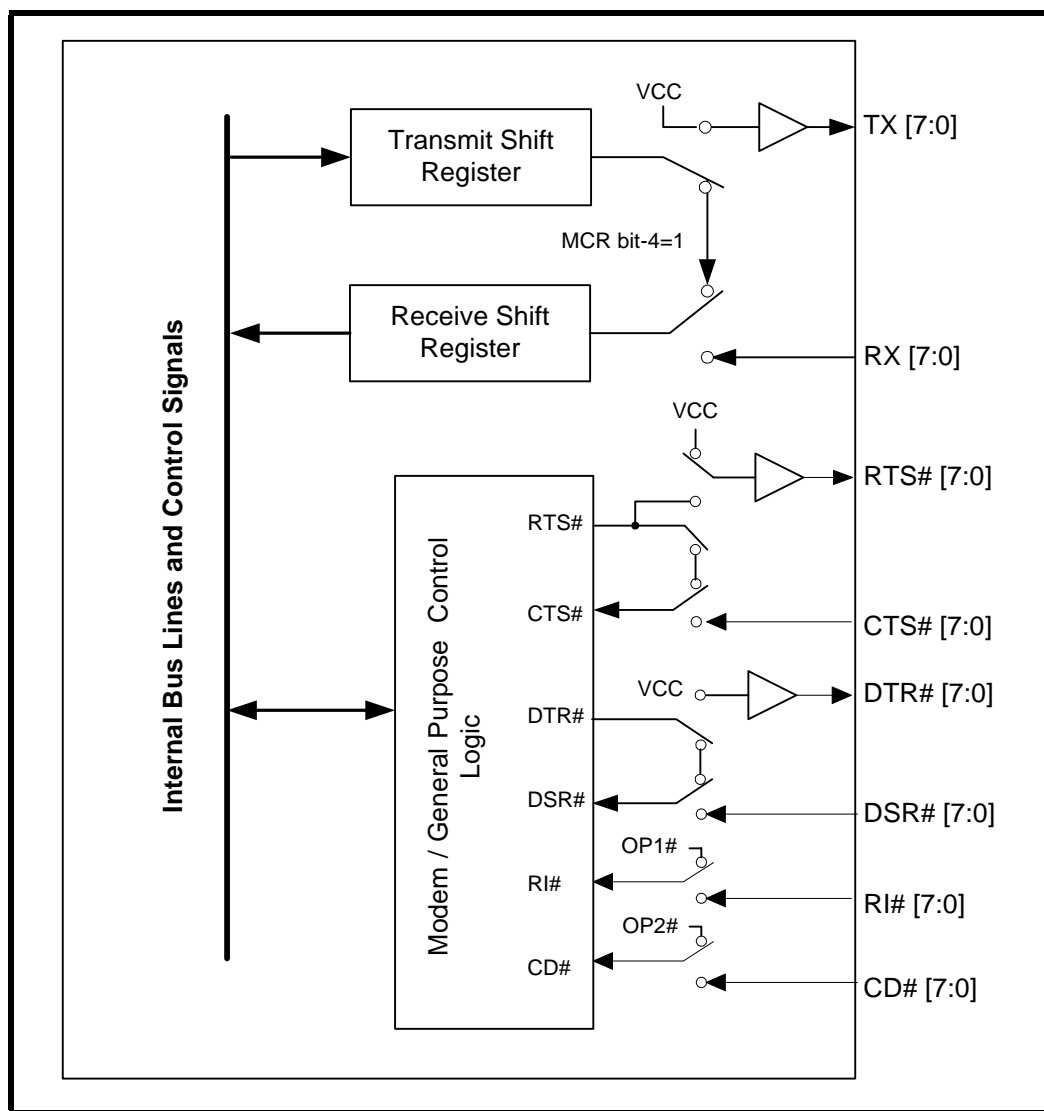 VCC
TX [7:0]
Transmit Shift
Register
MCR bit-4=1
Receive Shift
Register
RX [7:0]
Internal Bus Lines and Control Signals
VCC
RTS# [7:0]
RTS#
Modem / General Purpose Control
Logic
CTS#
CTS# [7:0]
VCC
DTR# [7:0]
DTR#
DSR#
DSR# [7:0]
OP1#
RI#
RI# [7:0]
OP2#
CD#
CD# [7:0]